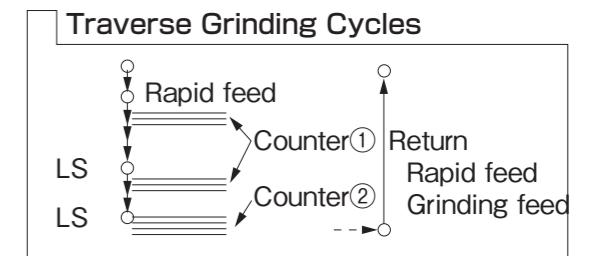 Traverse Grinding Cycles
Rapid feed
Counter① Return
LS Rapid feed
Counter② Grinding feed
LS